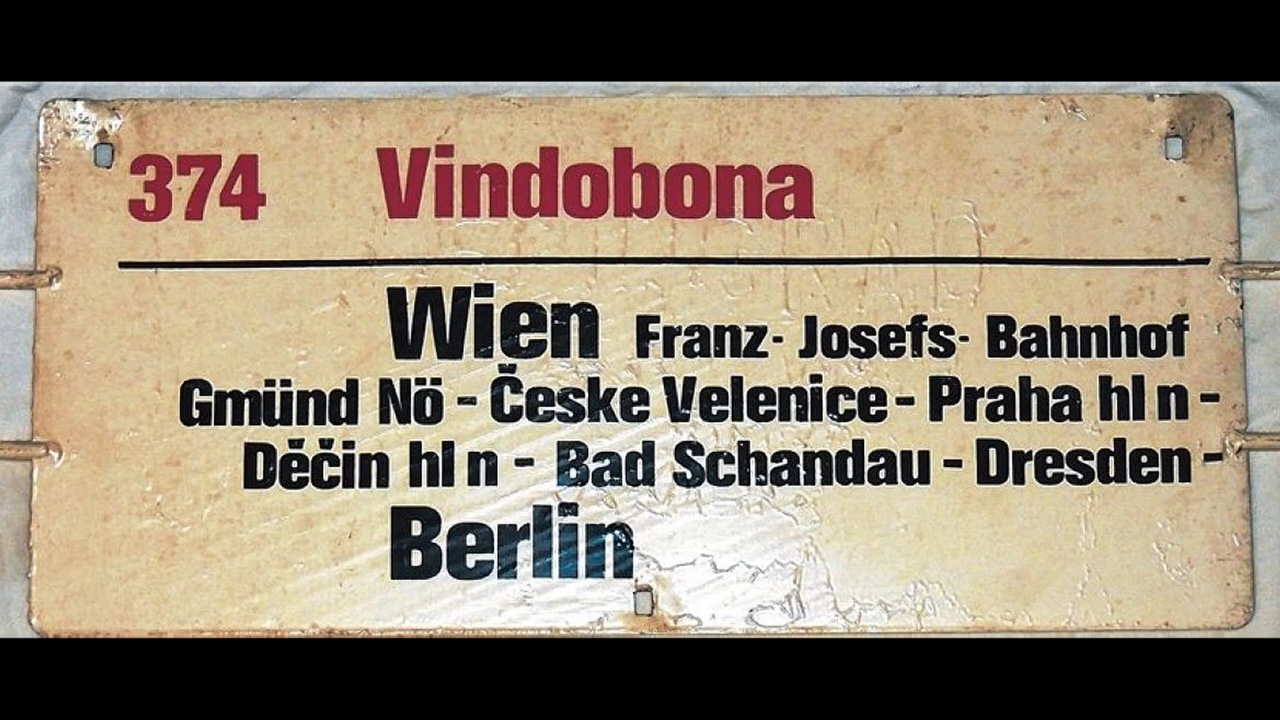 374 Vindobona
Wien Franz- Josefs- Bahnhof
Gmünd Nö - Česke Velenice - Praha hl n -
Děčin hl n - Bad Schandau - Dresden -
Berlin